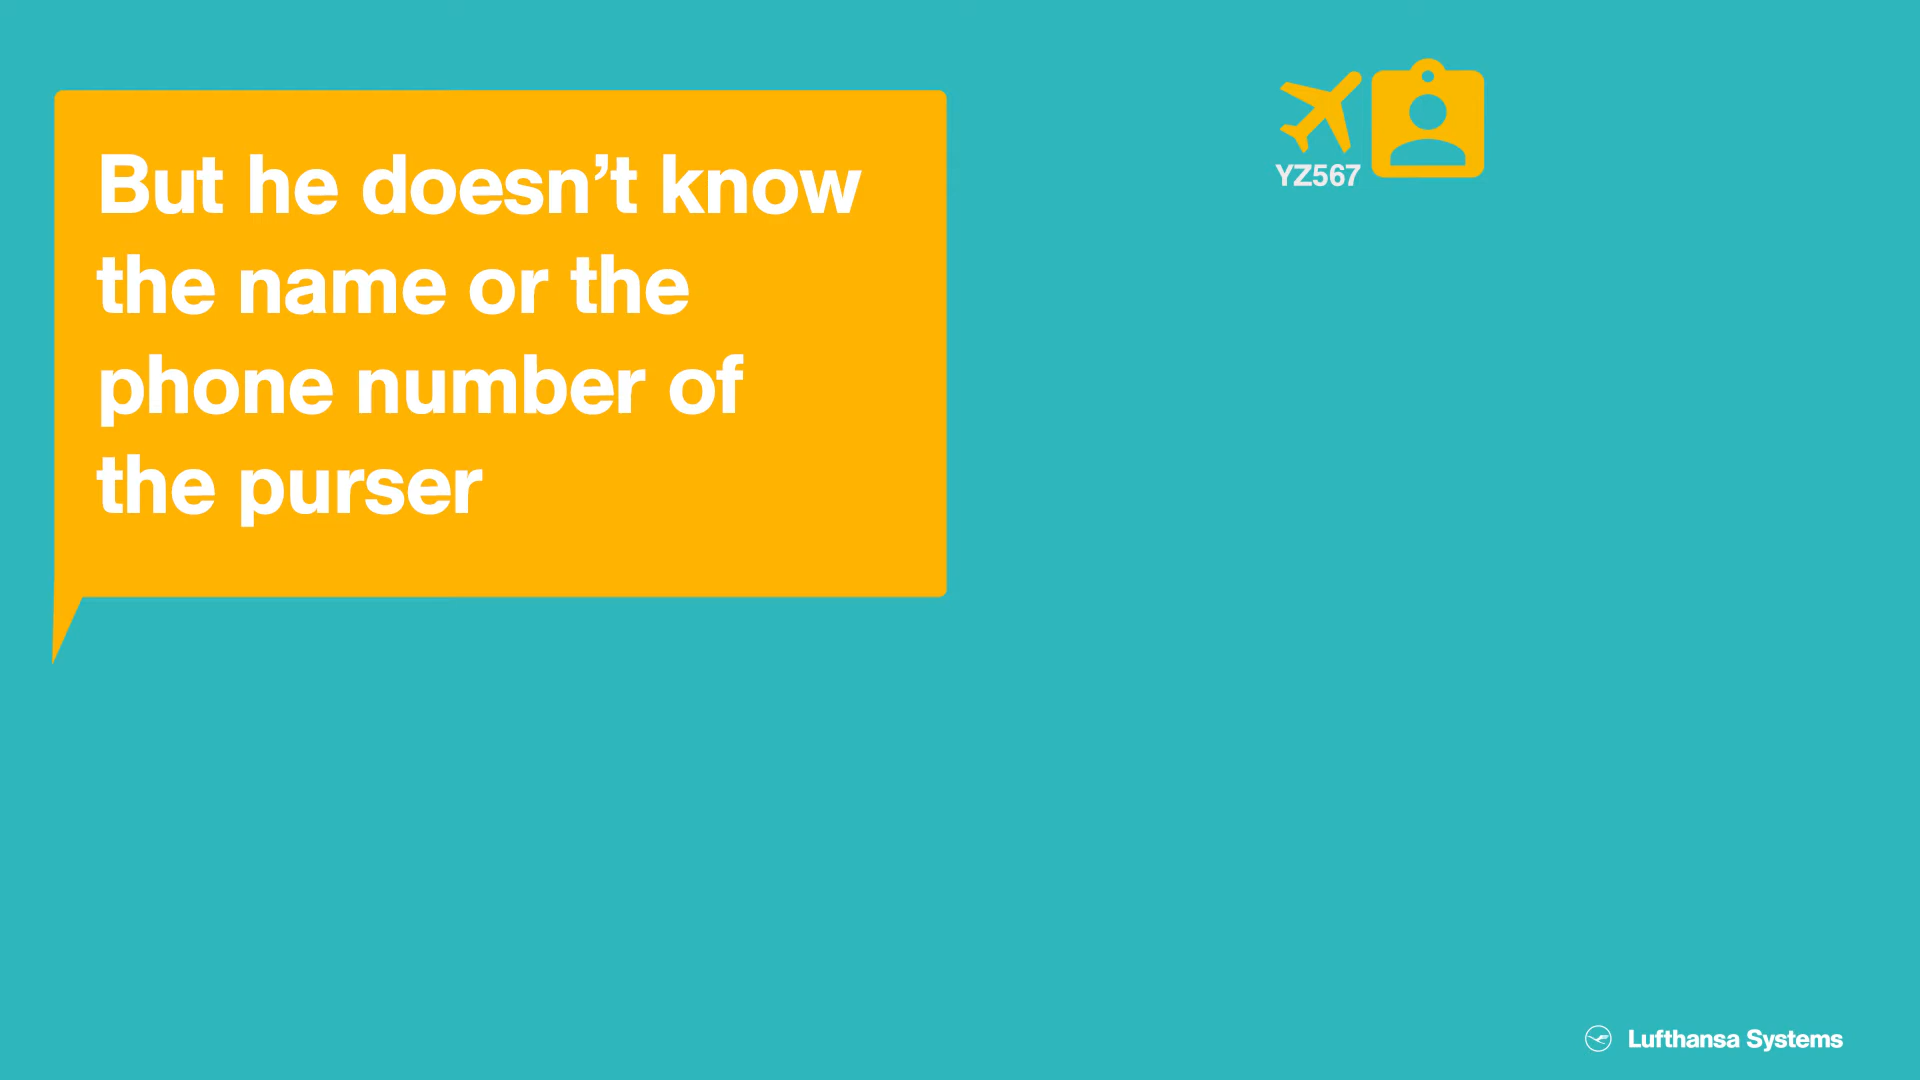 But he doesn’t know
the name or the
phone number of
the purser
YZ567
Lufthansa Systems